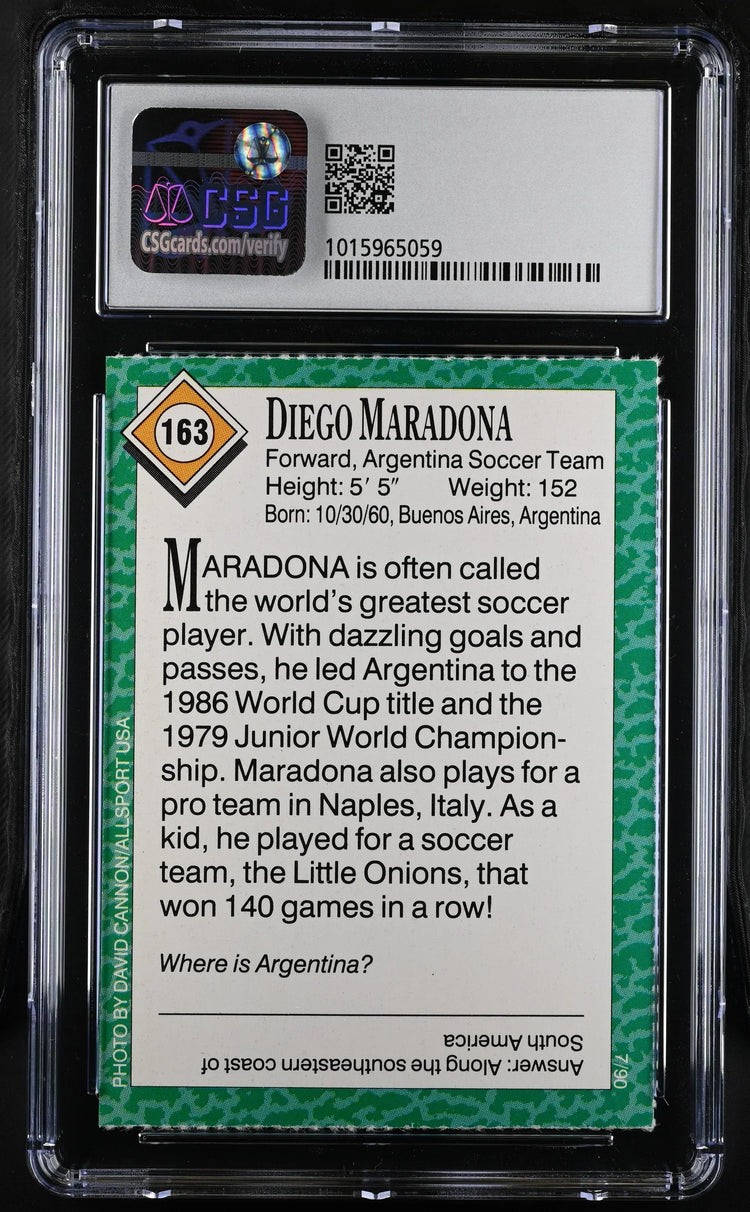 CSG
CSGcards.com/verify
1015965059
163
DIEGO MARADONA
Forward, Argentina Soccer Team
Height: 5′ 5″ Weight: 152
Born: 10/30/60, Buenos Aires, Argentina
MARADONA is often called
the world's greatest soccer
player. With dazzling goals and
passes, he led Argentina to the
1986 World Cup title and the
1979 Junior World Champion-
ship. Maradona also plays for a
pro team in Naples, Italy. As a
kid, he played for a soccer
team, the Little Onions, that
won 140 games in a row!
Where is Argentina?
Answer: Along the southeastern coast of
South America
PHOTO BY DAVID CANNON/ALLSPORT USA
7/90